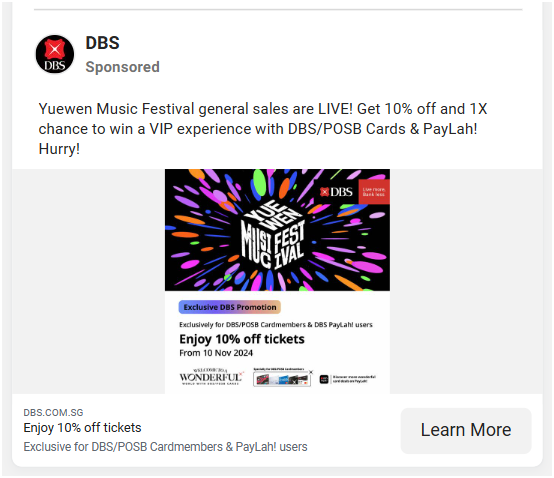 DBS
DBS
Sponsored
Yuewen Music Festival general sales are LIVE! Get 10% off and 1X
chance to win a VIP experience with DBS/POSB Cards & PayLah!
Hurry!
DBS
Live more,
Bank less
YUE
WEN
MUSI
C
FEST
IVAL
Exclusive DBS Promotion
Exclusively for DBS/POSB Cardmembers & DBS PayLah! users
Enjoy 10% off tickets
From 10 Nov 2024
WELCOME TO A
WONDERFUL
DBS.COM.SG
Enjoy 10% off tickets
Exclusive for DBS/POSB Cardmembers & PayLah! users
Learn More